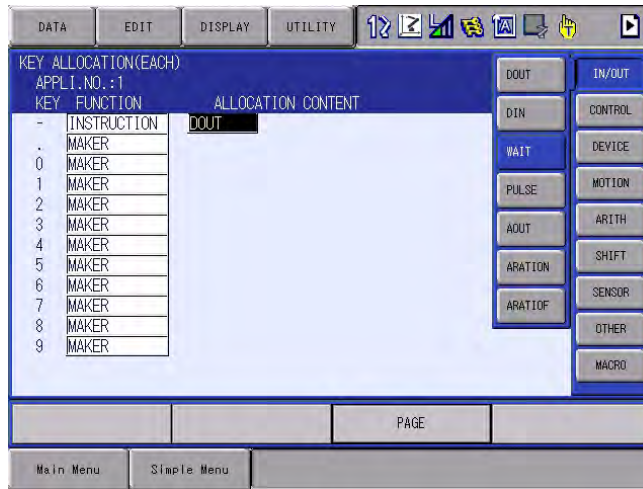 DATA EDIT DISPLAY UTILITY
KEY ALLOCATION(EACH)
APPLI.NO.:1
KEY FUNCTION ALLOCATION CONTENT
- INSTRUCTION DOUT
. MAKER
0 MAKER
1 MAKER
2 MAKER
3 MAKER
4 MAKER
5 MAKER
6 MAKER
7 MAKER
8 MAKER
9 MAKER
DOUT
DIN
WAIT
PULSE
AOUT
ARATION
ARATIOF
IN/OUT
CONTROL
DEVICE
MOTION
ARITH
SHIFT
SENSOR
OTHER
MACRO
PAGE
Main Menu Simple Menu